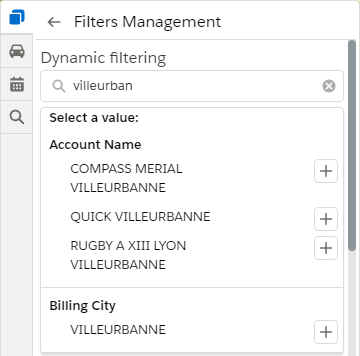 Filters Management
Dynamic filtering
villeurban
Select a value:
Account Name
COMPASS MERIAL
VILLEURBANNE
QUICK VILLEURBANNE
RUGBY A XIII LYON
VILLEURBANNE
Billing City
VILLEURBANNE